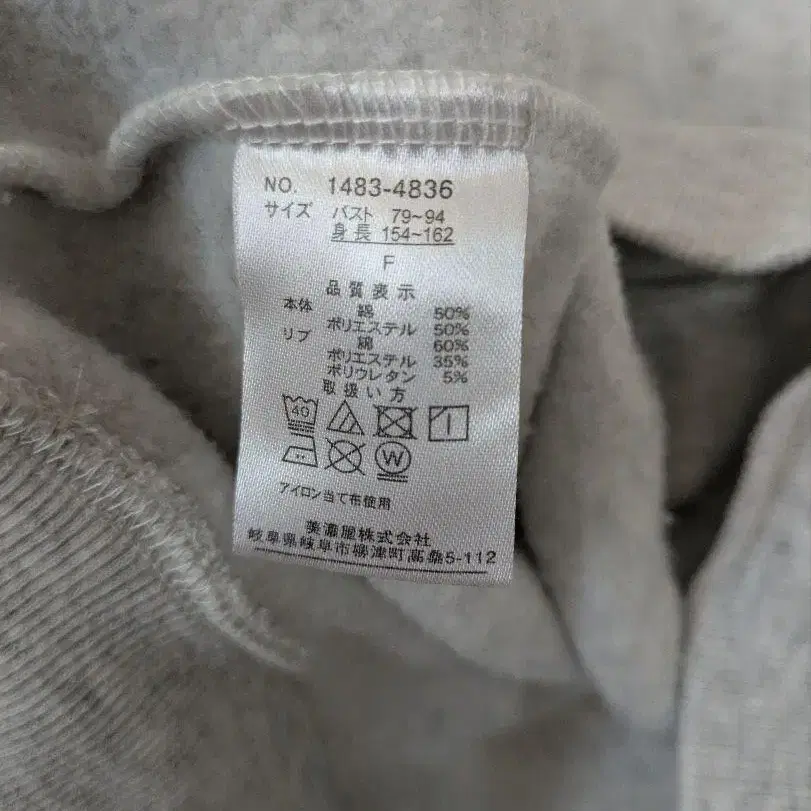 NO. 1483-4836
サイズ バスト 79~94
身長 154~162
F
品質表示
本体 綿 50%
ポリエステル 50%
リブ 綿 60%
ポリエステル 35%
ポリウレタン 5%
取扱い方
40
W
アイロン当て布使用
美濃屋株式会社
岐阜県岐阜市柳津町高桑5-112